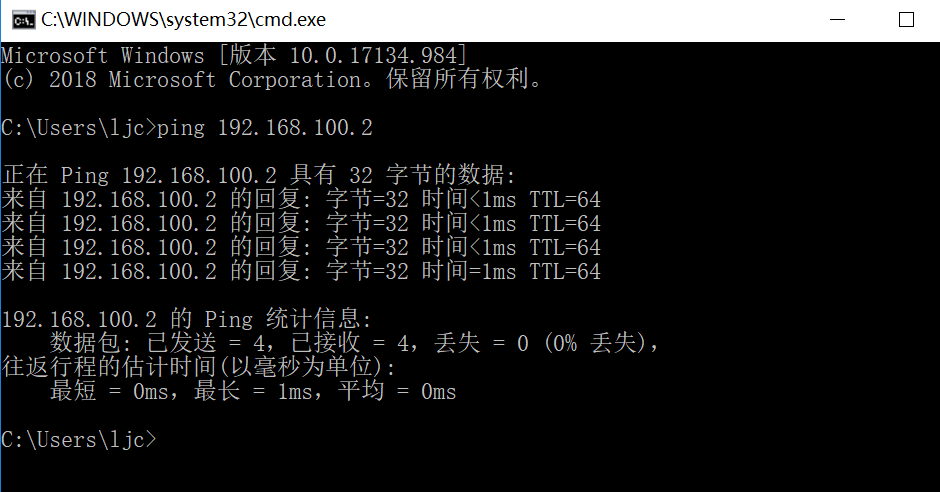 C:\WINDOWS\system32\cmd.exe
Microsoft Windows [版本 10.0.17134.984]
(c) 2018 Microsoft Corporation。保留所有权利。
C:\Users\ljc>ping 192.168.100.2
正在 Ping 192.168.100.2 具有 32 字节的数据:
来自 192.168.100.2 的回复: 字节=32 时间<1ms TTL=64
来自 192.168.100.2 的回复: 字节=32 时间<1ms TTL=64
来自 192.168.100.2 的回复: 字节=32 时间<1ms TTL=64
来自 192.168.100.2 的回复: 字节=32 时间=1ms TTL=64
192.168.100.2 的 Ping 统计信息:
    数据包: 已发送 = 4，已接收 = 4，丢失 = 0 (0% 丢失)，
往返行程的估计时间(以毫秒为单位):
    最短 = 0ms，最长 = 1ms，平均 = 0ms
C:\Users\ljc>